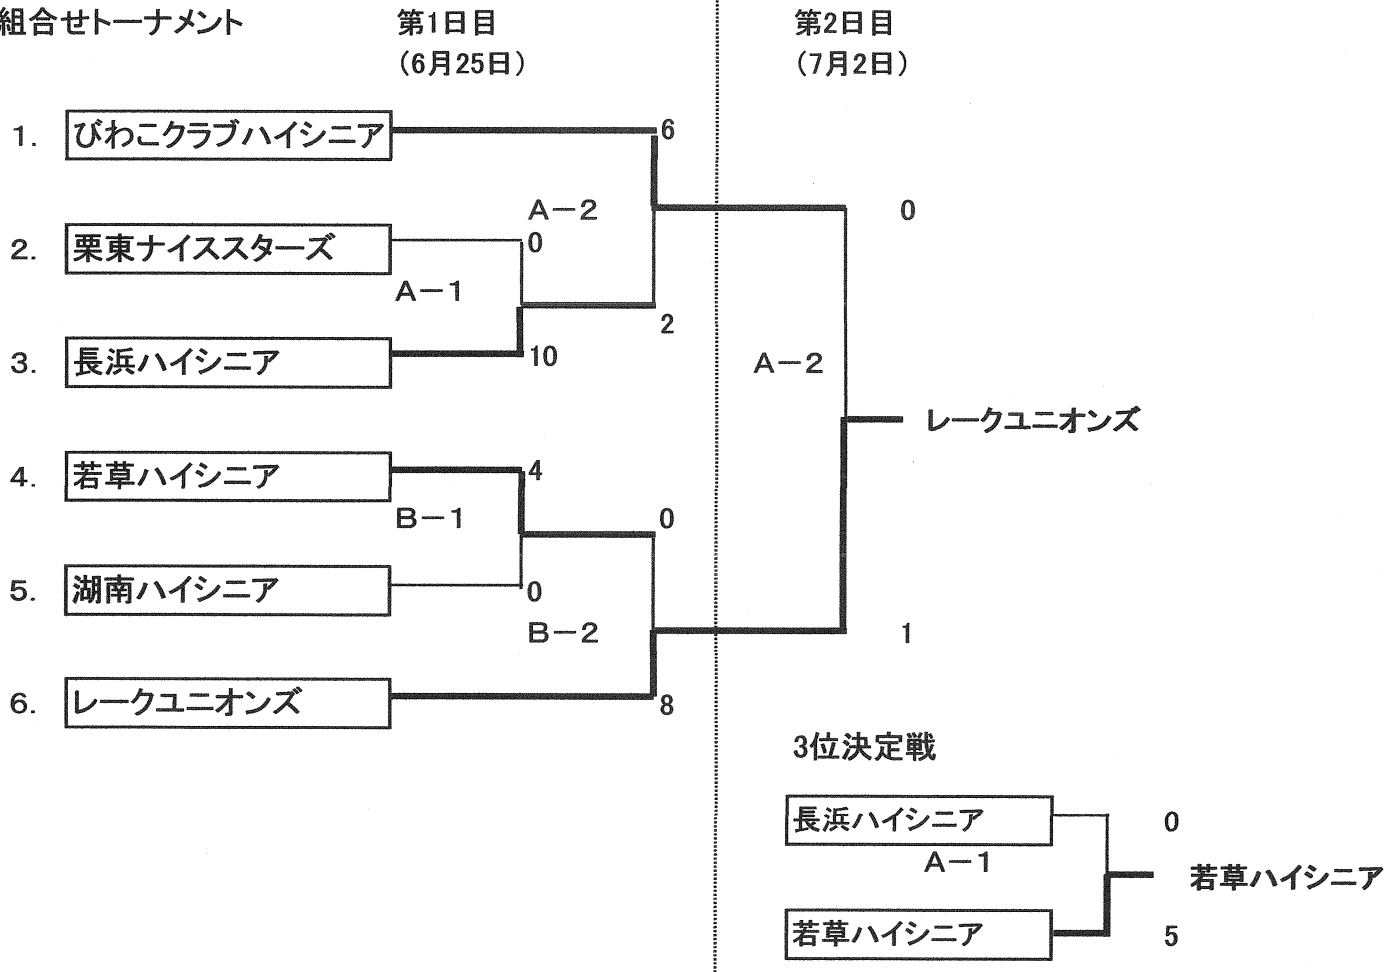 組合せトーナメント
第1日目
(6月25日)
第2日目
(7月2日)
1. びわこクラブハイシニア
6
A-2
0
2. 栗東ナイススターズ
0
A-1
2
3. 長浜ハイシニア
10
A-2
レークユニオンズ
4. 若草ハイシニア
4
B-1
0
5. 湖南ハイシニア
0
B-2
1
6. レークユニオンズ
8
3位決定戦
長浜ハイシニア
0
A-1
若草ハイシニア
若草ハイシニア
5